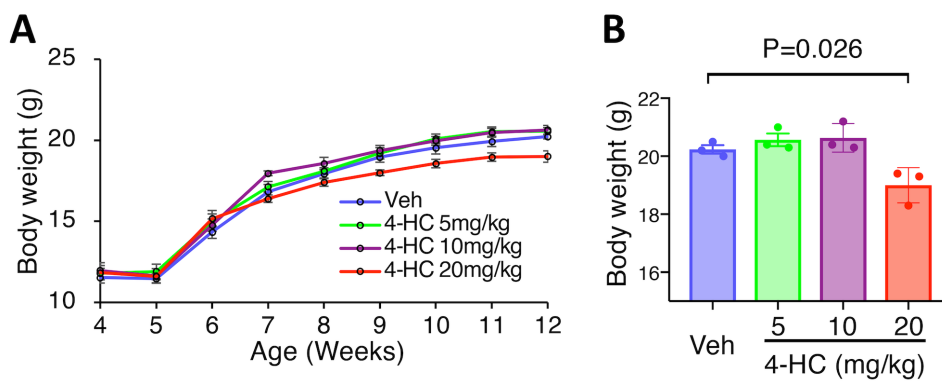 A
Body weight (g)
25
20
15
10
Veh
4-HC 5mg/kg
4-HC 10mg/kg
4-HC 20mg/kg
4 5 6 7 8 9 10 11 12
Age (Weeks)
B
P=0.026
Body weight (g)
22
20
18
16
Veh
5 10 20
4-HC (mg/kg)